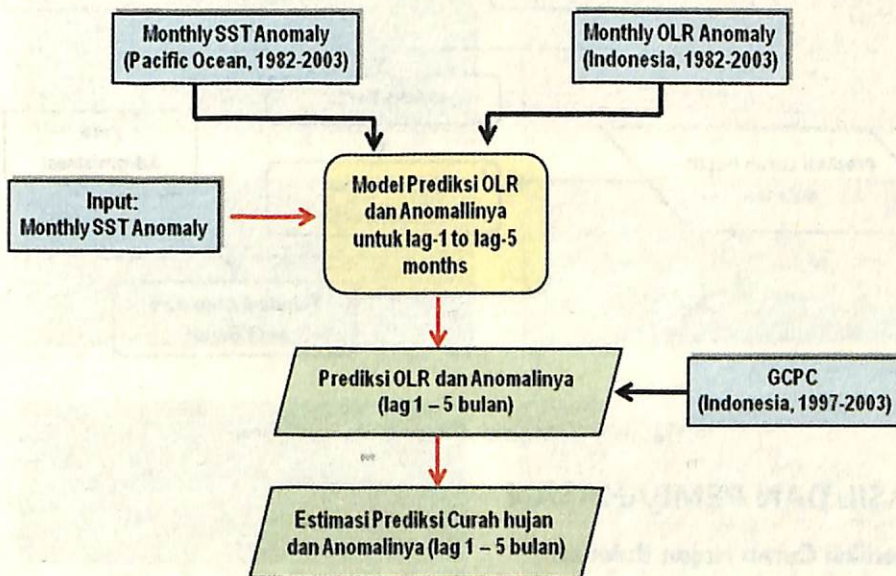 Monthly SST Anomaly
(Pacific Ocean, 1982-2003)
Monthly OLR Anomaly
(Indonesia, 1982-2003)
Input:
Monthly SST Anomaly
Model Prediksi OLR
dan Anomallinya
untuk lag-1 to lag-5
months
Prediksi OLR dan Anomalinya
(lag 1 – 5 bulan)
GCPC
(Indonesia, 1997-2003)
Estimasi Prediksi Curah hujan
dan Anomalinya (lag 1 – 5 bulan)